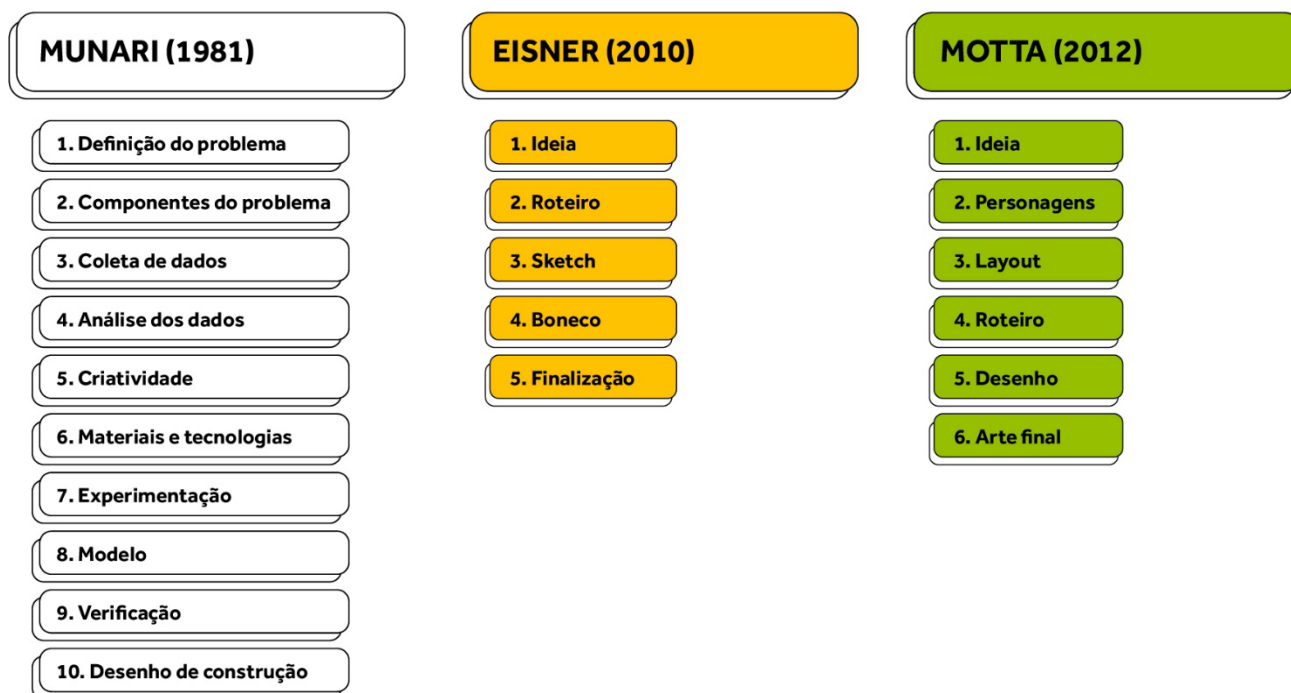 MUNARI (1981)
1. Definição do problema
2. Componentes do problema
3. Coleta de dados
4. Análise dos dados
5. Criatividade
6. Materiais e tecnologias
7. Experimentação
8. Modelo
9. Verificação
10. Desenho de construção
EISNER (2010)
1. Ideia
2. Roteiro
3. Sketch
4. Boneco
5. Finalização
MOTTA (2012)
1. Ideia
2. Personagens
3. Layout
4. Roteiro
5. Desenho
6. Arte final